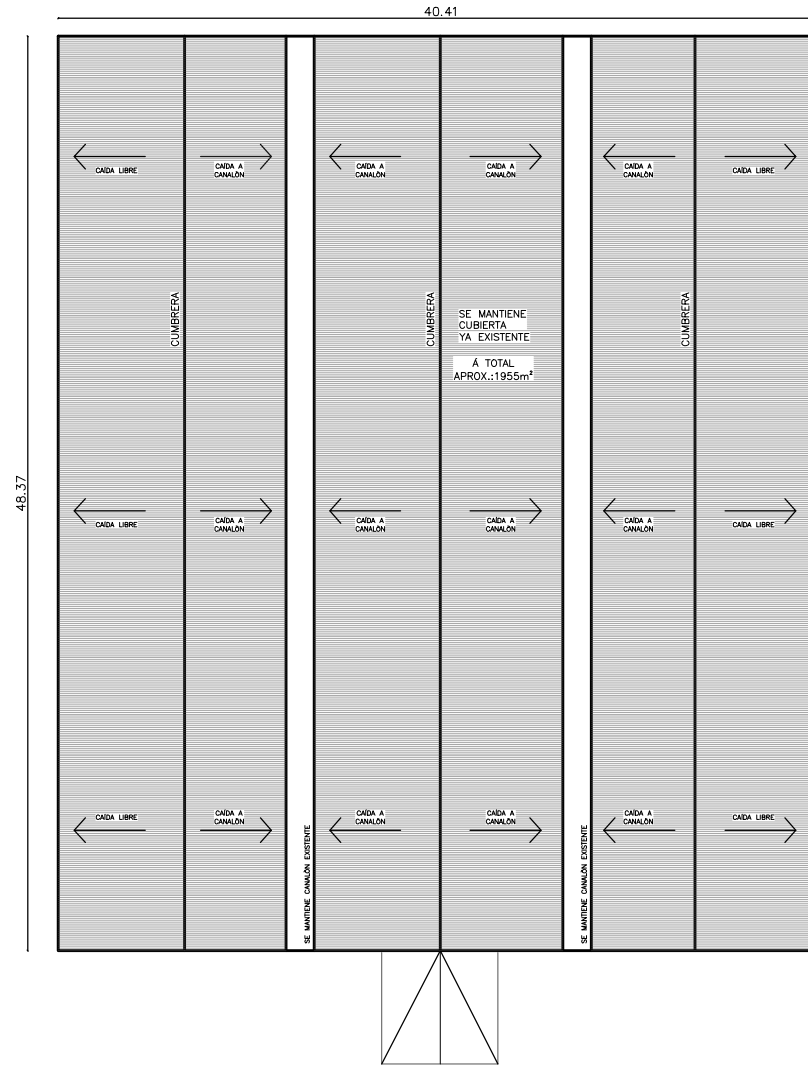 40.41
CAÍDA LIBRE
CAÍDA A
CANALÓN
CAÍDA A
CANALÓN
CAÍDA A
CANALÓN
CAÍDA A
CANALÓN
CAÍDA LIBRE
CUMBRERA
CUMBRERA
SE MANTIENE
CUBIERTA
YA EXISTENTE
Á TOTAL
APROX.:1955m²
CUMBRERA
48.37
CAÍDA LIBRE
CAÍDA A
CANALÓN
CAÍDA A
CANALÓN
CAÍDA A
CANALÓN
CAÍDA A
CANALÓN
CAÍDA LIBRE
CAÍDA LIBRE
CAÍDA A
CANALÓN
CAÍDA A
CANALÓN
CAÍDA A
CANALÓN
CAÍDA A
CANALÓN
CAÍDA LIBRE
SE MANTIENE CANALÓN EXISTENTE
SE MANTIENE CANALÓN EXISTENTE